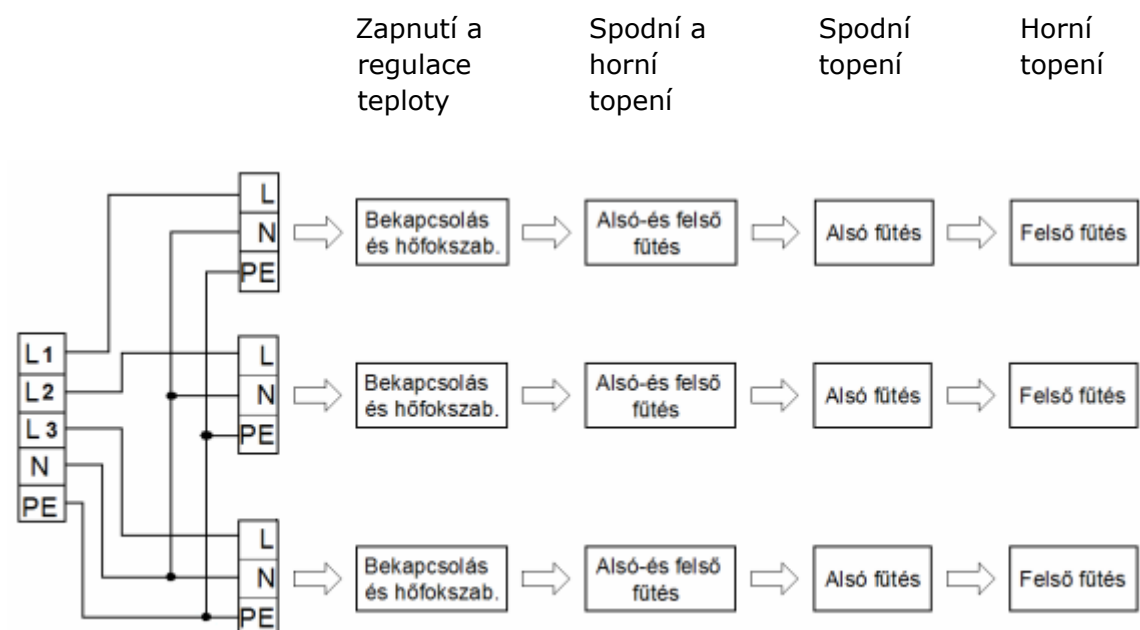 Zapnutí a
regulace
teploty
Spodní a
horní
topení
Spodní
topení
Horní
topení
L1
L2
L3
N
PE
L
N
PE
Bekapcsolás
és hőfokszab.
Alsó-és felső
fűtés
Alsó fűtés
Felső fűtés
L
N
PE
Bekapcsolás
és hőfokszab.
Alsó-és felső
fűtés
Alsó fűtés
Felső fűtés
L
N
PE
Bekapcsolás
és hőfokszab.
Alsó-és felső
fűtés
Alsó fűtés
Felső fűtés